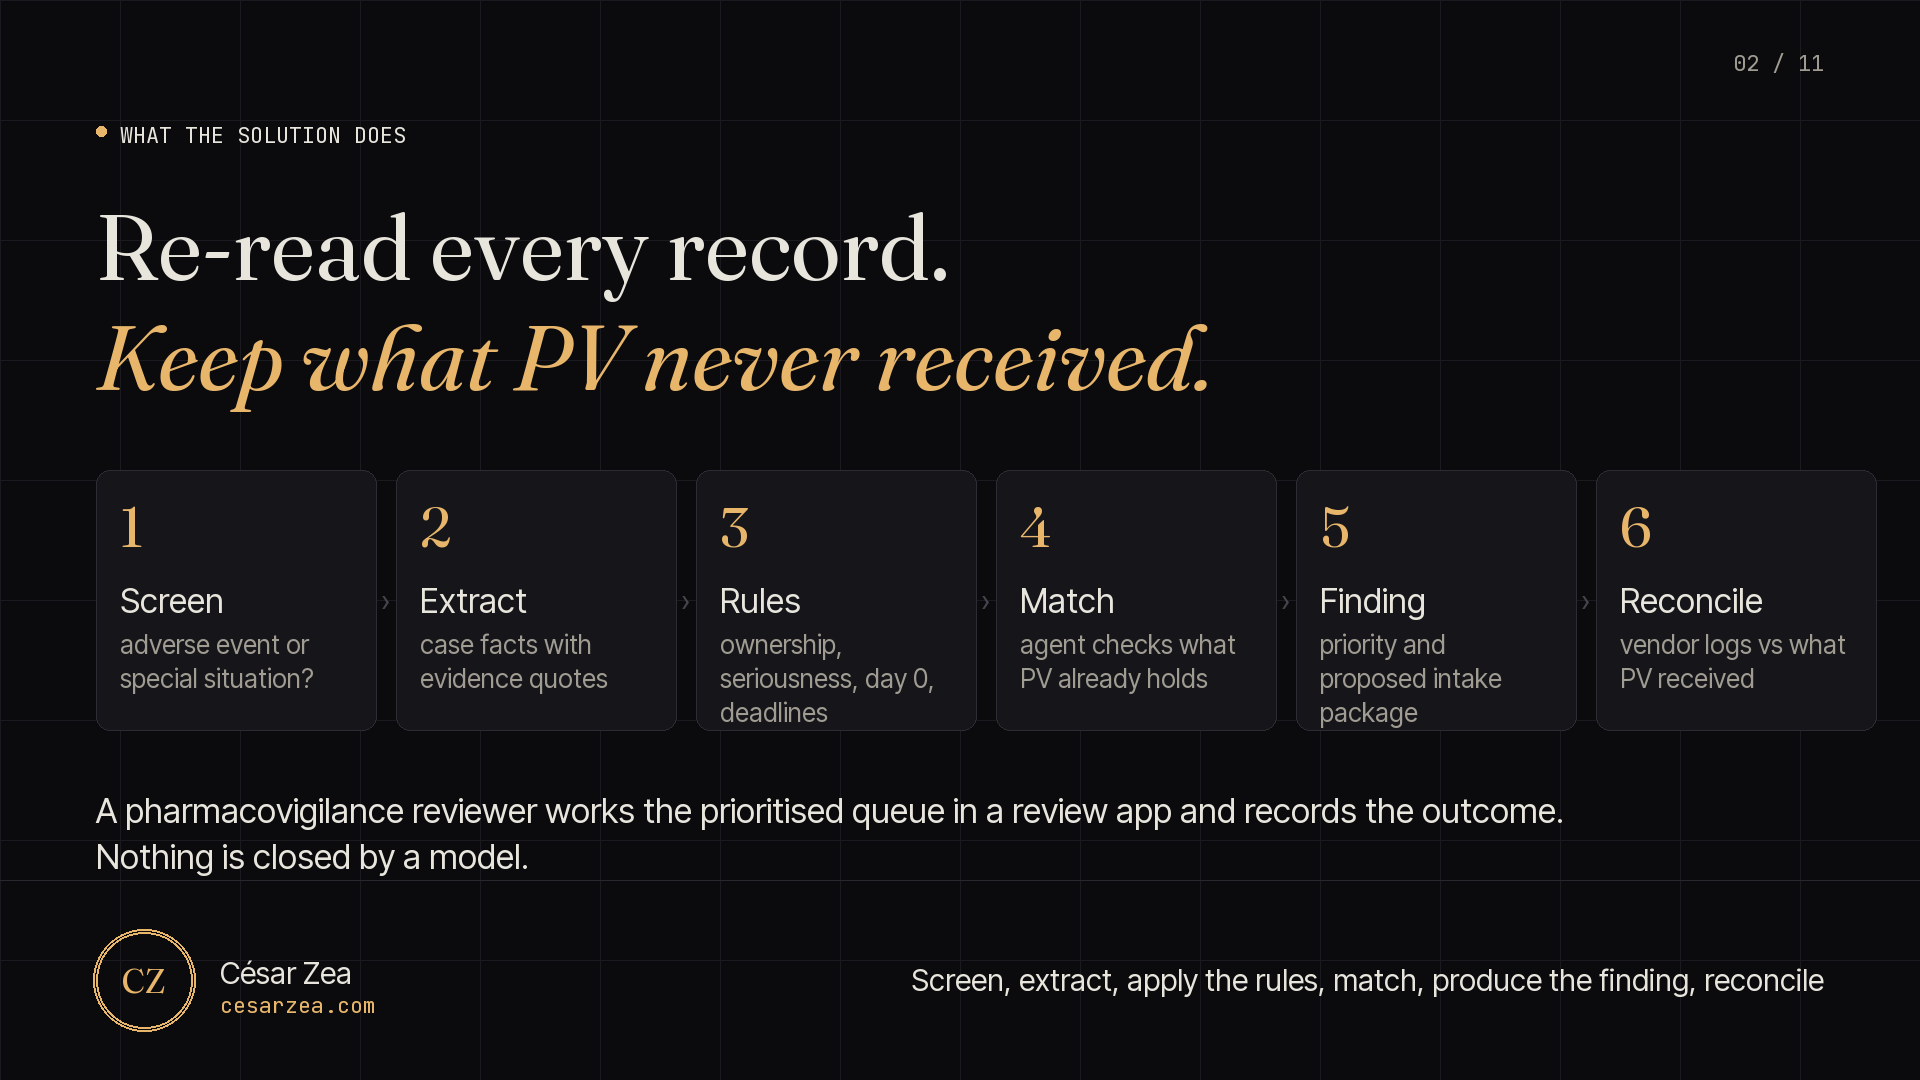 02 / 11
WHAT THE SOLUTION DOES
Re-read every record.
Keep what PV never received.
1
Screen
adverse event or
special situation?
›
2
Extract
case facts with
evidence quotes
›
3
Rules
ownership,
seriousness, day 0,
deadlines
›
4
Match
agent checks what
PV already holds
›
5
Finding
priority and
proposed intake
package
›
6
Reconcile
vendor logs vs what
PV received
A pharmacovigilance reviewer works the prioritised queue in a review app and records the outcome.
Nothing is closed by a model.
CZ
César Zea
cesarzea.com
Screen, extract, apply the rules, match, produce the finding, reconcile